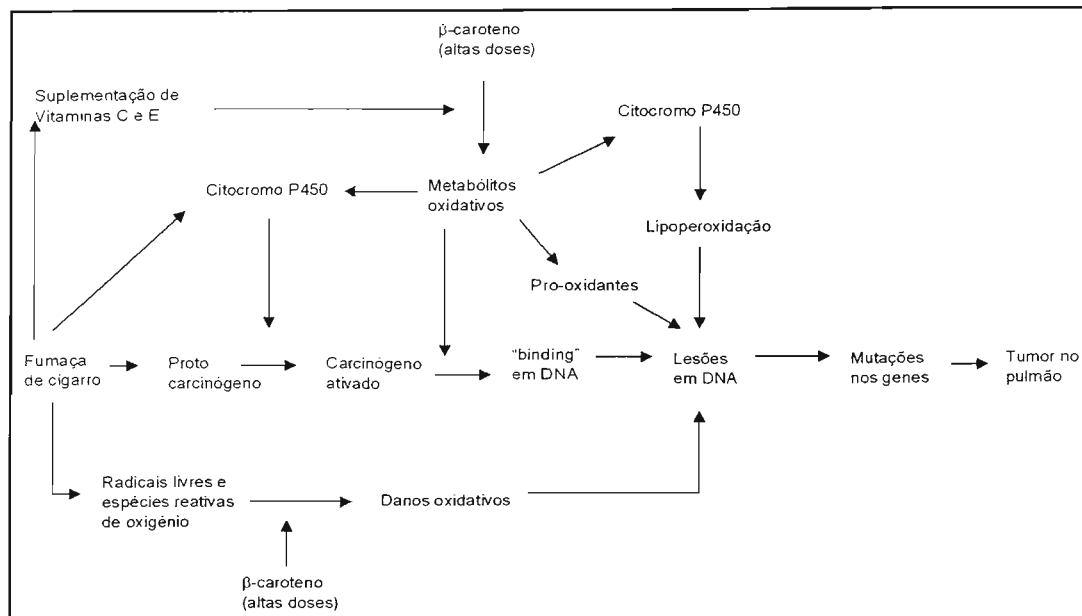 β-caroteno
(altas doses)
Suplementação de
Vitaminas C e E
Citocromo P450
Citocromo P450
Metabólitos
oxidativos
Lipoperoxidação
Pro-oxidantes
Fumaça
de cigarro
Proto
carcinógeno
Carcinógeno
ativado
"binding"
em DNA
Lesões
em DNA
Mutações
nos genes
Tumor no
pulmão
Radicais livres e
espécies reativas
de oxigénio
Danos oxidativos
β-caroteno
(altas doses)